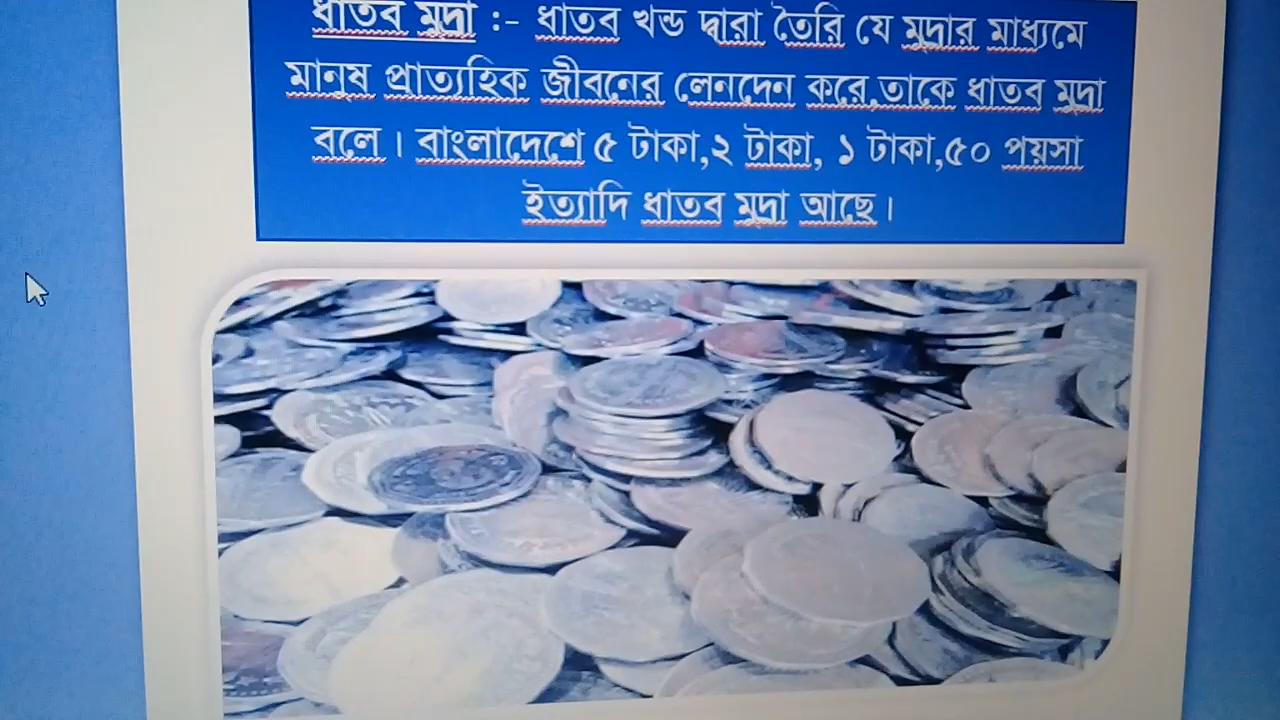 ধাতব মুদ্রা :- ধাতব খন্ড দ্বারা তৈরি যে মুদ্রার মাধ্যমে
মানুষ প্রাত্যহিক জীবনের লেনদেন করে,তাকে ধাতব মুদ্রা
বলে । বাংলাদেশে ৫ টাকা,২ টাকা, ১ টাকা,৫০ পয়সা
ইত্যাদি ধাতব মুদ্রা আছে ।